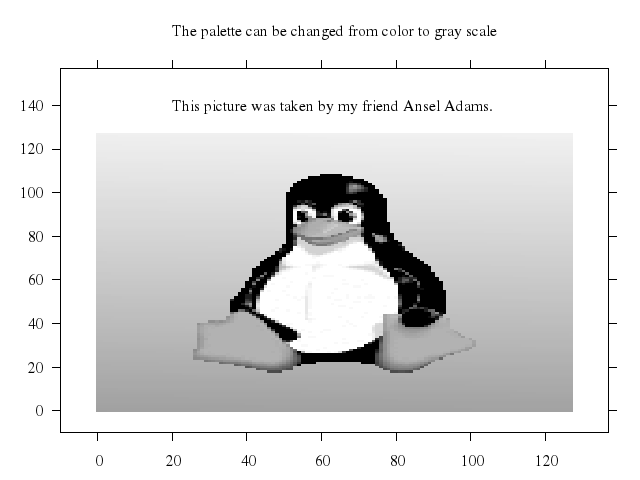 The palette can be changed from color to gray scale
This picture was taken by my friend Ansel Adams.
140
120
100
80
60
40
20
0
0 20 40 60 80 100 120